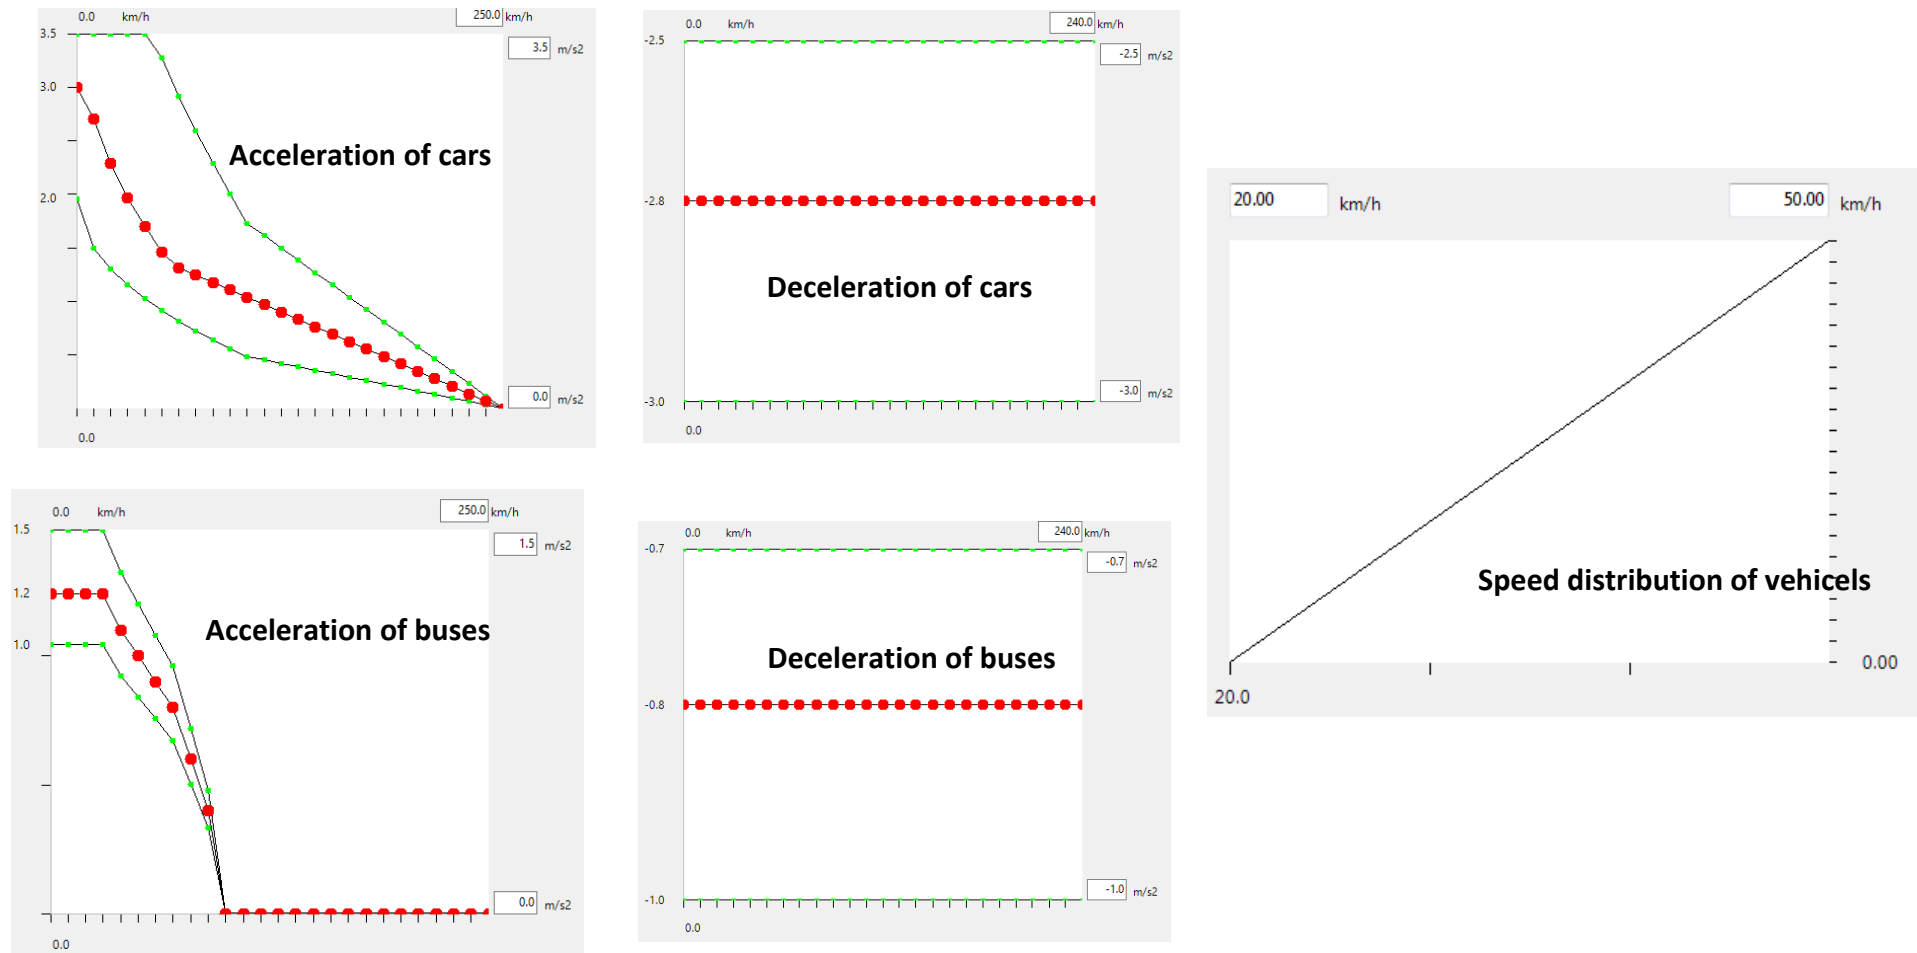 0.0 km/h 250.0 km/h
3.5
3.5 m/s2
3.0
Acceleration of cars
2.0
0.0 m/s2
0.0
0.0 km/h 240.0 km/h
-2.5
-2.5 m/s2
-2.8
Deceleration of cars
-3.0 m/s2
-3.0
0.0
20.00 km/h 50.00 km/h
Speed distribution of vehicels
0.00
20.0
0.0 km/h 250.0 km/h
1.5
1.5 m/s2
1.2
Acceleration of buses
1.0
0.0 m/s2
0.0
0.0 km/h 240.0 km/h
-0.7
-0.7 m/s2
Deceleration of buses
-0.8
-1.0 m/s2
-1.0
0.0